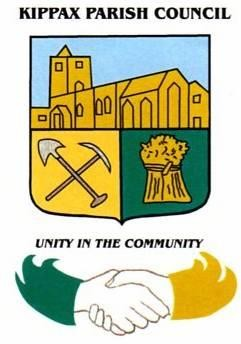 KIPPAX PARISH COUNCIL
UNITY IN THE COMMUNITY